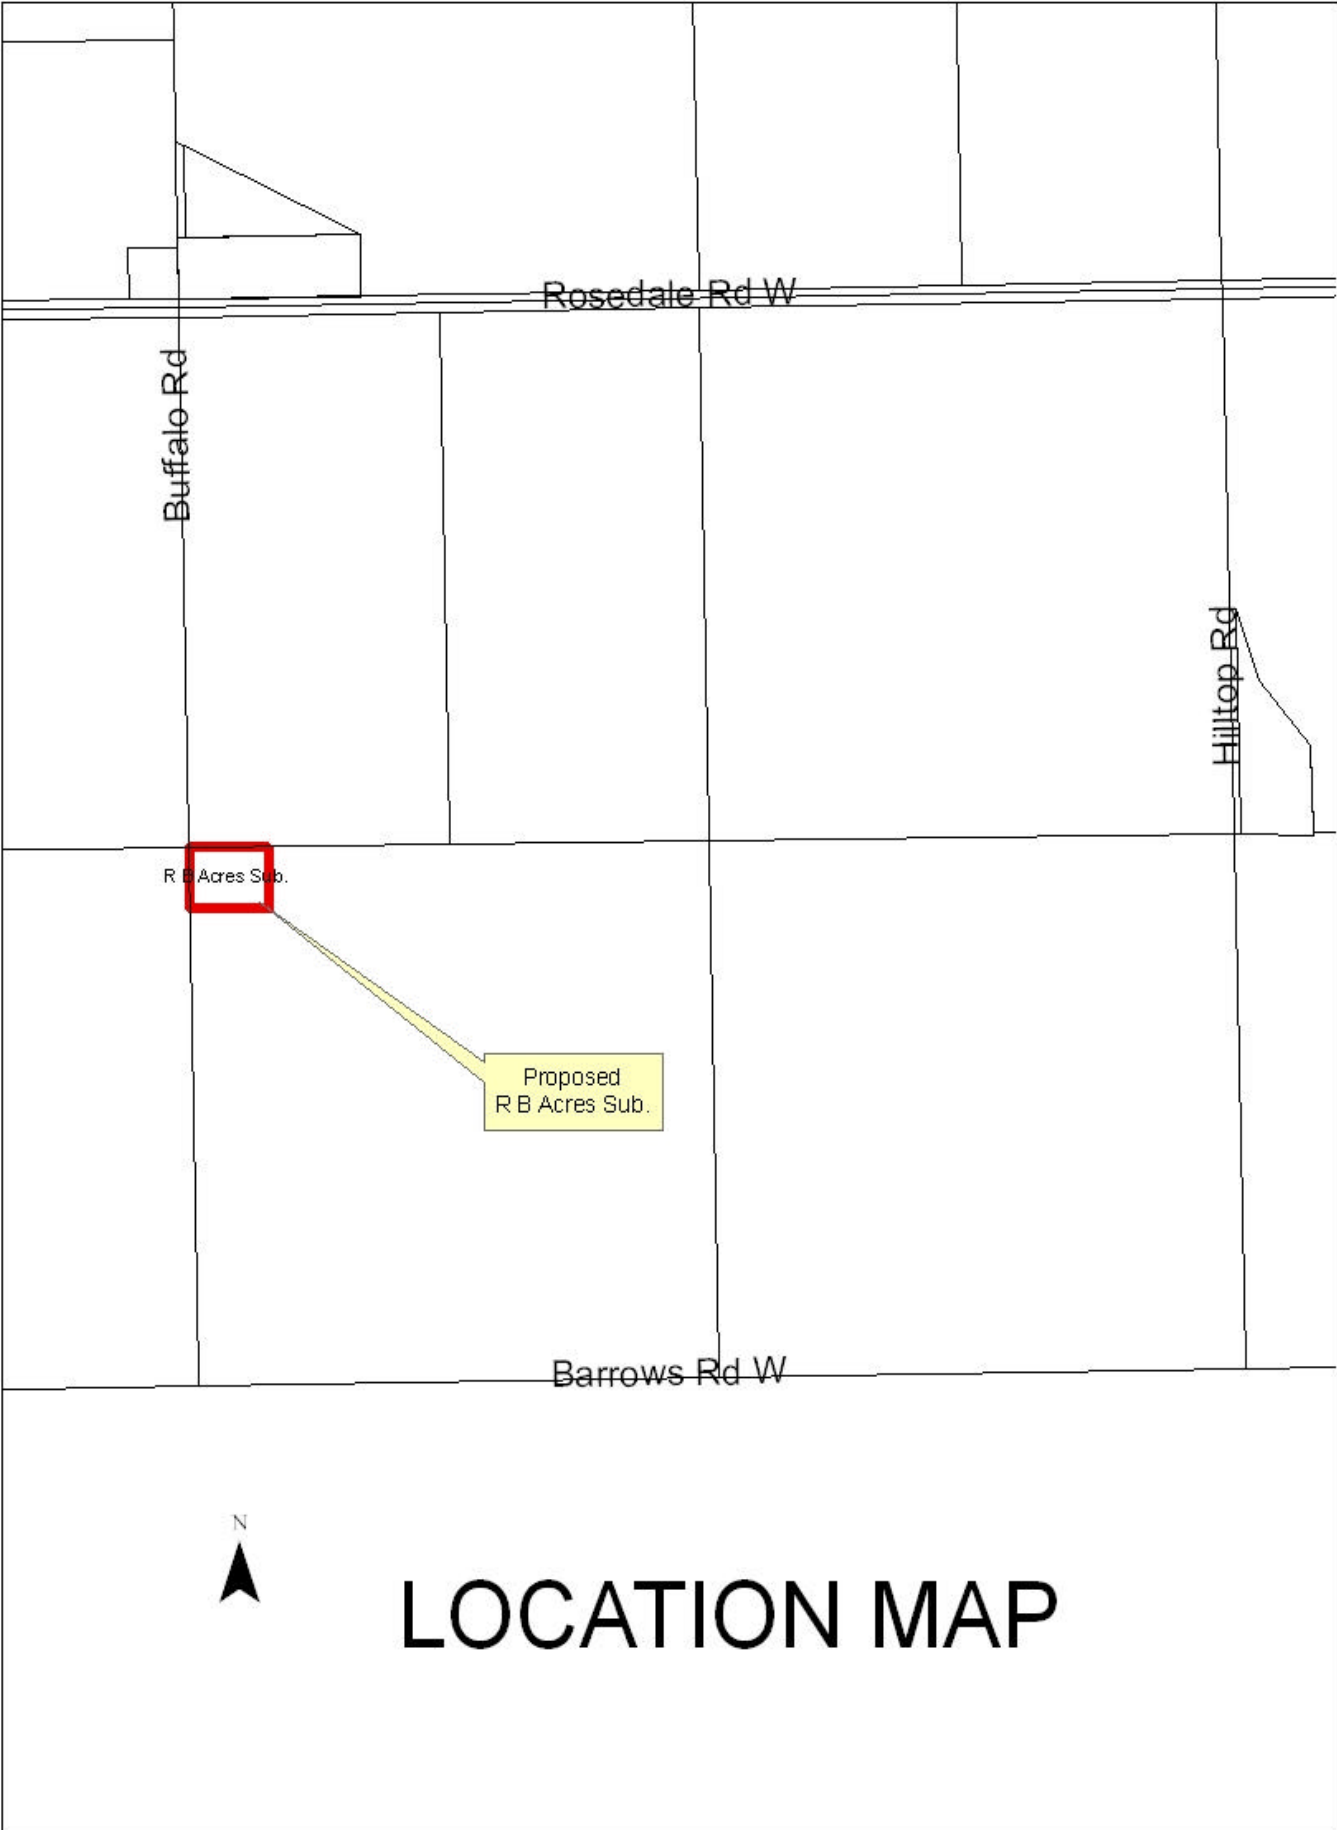 Rosedale Rd W
Buffalo Rd
Hilltop Rd
R B Acres Sub.
Proposed
R B Acres Sub.
Barrows Rd W
N
LOCATION MAP